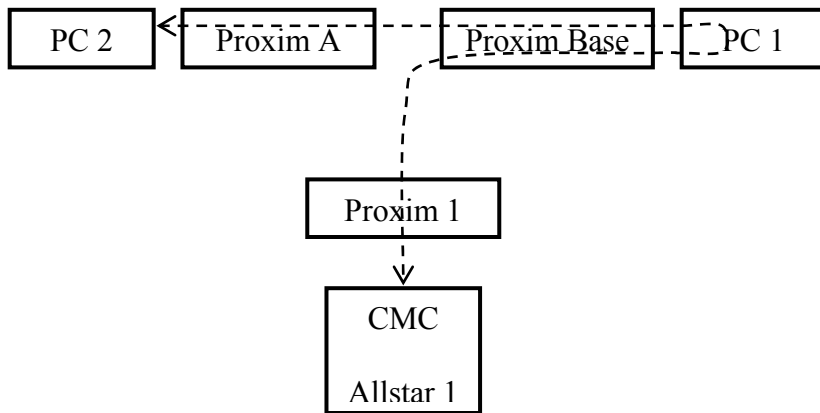 PC 2 Proxim A Proxim Base PC 1
Proxim 1
CMC
Allstar 1